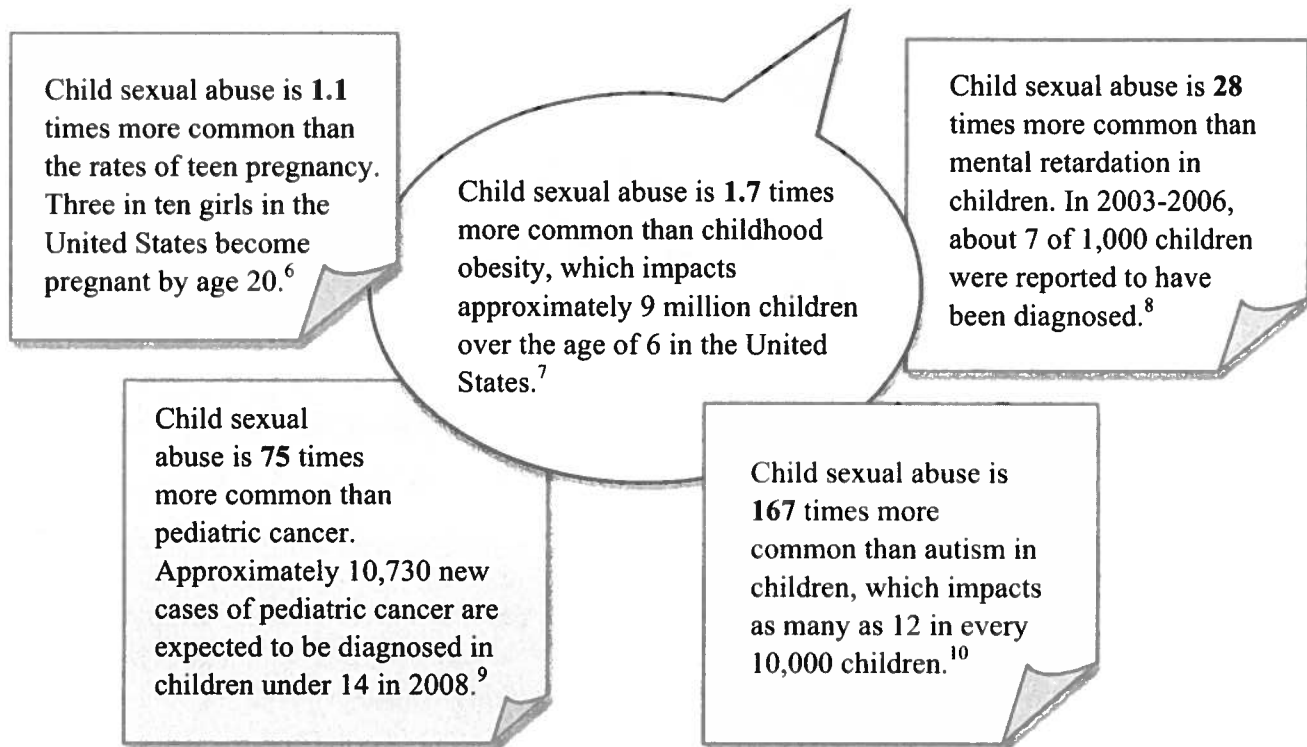 Child sexual abuse is 1.1
times more common than
the rates of teen pregnancy.
Three in ten girls in the
United States become
pregnant by age 20.6
Child sexual abuse is 1.7 times
more common than childhood
obesity, which impacts
approximately 9 million children
over the age of 6 in the United
States.7
Child sexual abuse is 28
times more common than
mental retardation in
children. In 2003-2006,
about 7 of 1,000 children
were reported to have
been diagnosed.8
Child sexual
abuse is 75 times
more common than
pediatric cancer.
Approximately 10,730 new
cases of pediatric cancer are
expected to be diagnosed in
children under 14 in 2008.9
Child sexual abuse is
167 times more
common than autism in
children, which impacts
as many as 12 in every
10,000 children.10